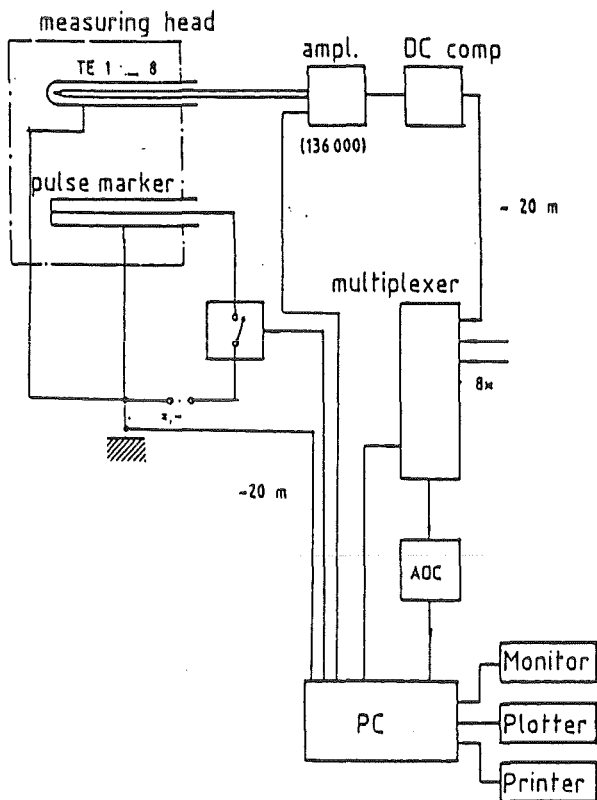 measuring head
ampl.
DC comp
TE 1 ... 8
(136 000)
pulse marker
~ 20 m
multiplexer
8x
~20 m
ADC
PC
Monitor
Plotter
Printer